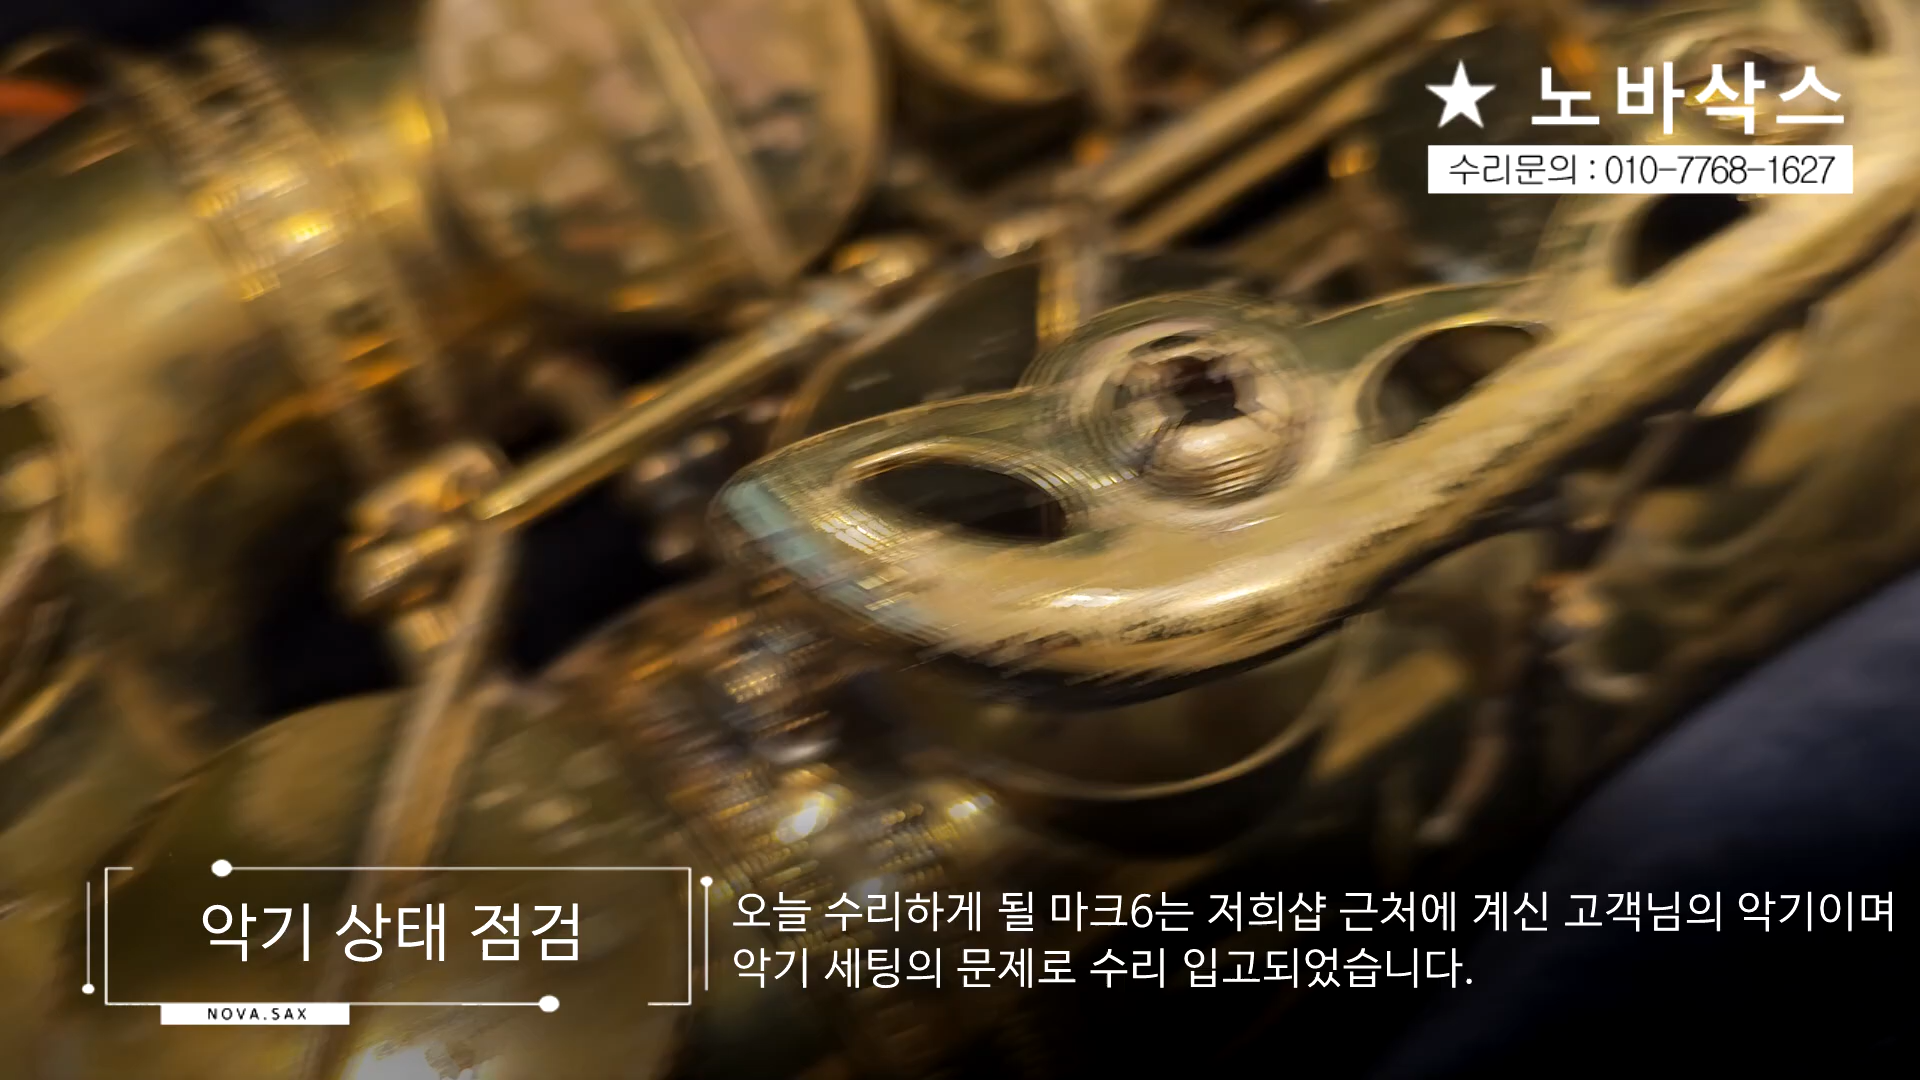 ★ 노바삭스
수리문의 : 010-7768-1627
악기 상태 점검
NOVA.SAX
오늘 수리하게 될 마크6는 저희샵 근처에 계신 고객님의 악기이며
악기 세팅의 문제로 수리 입고되었습니다.